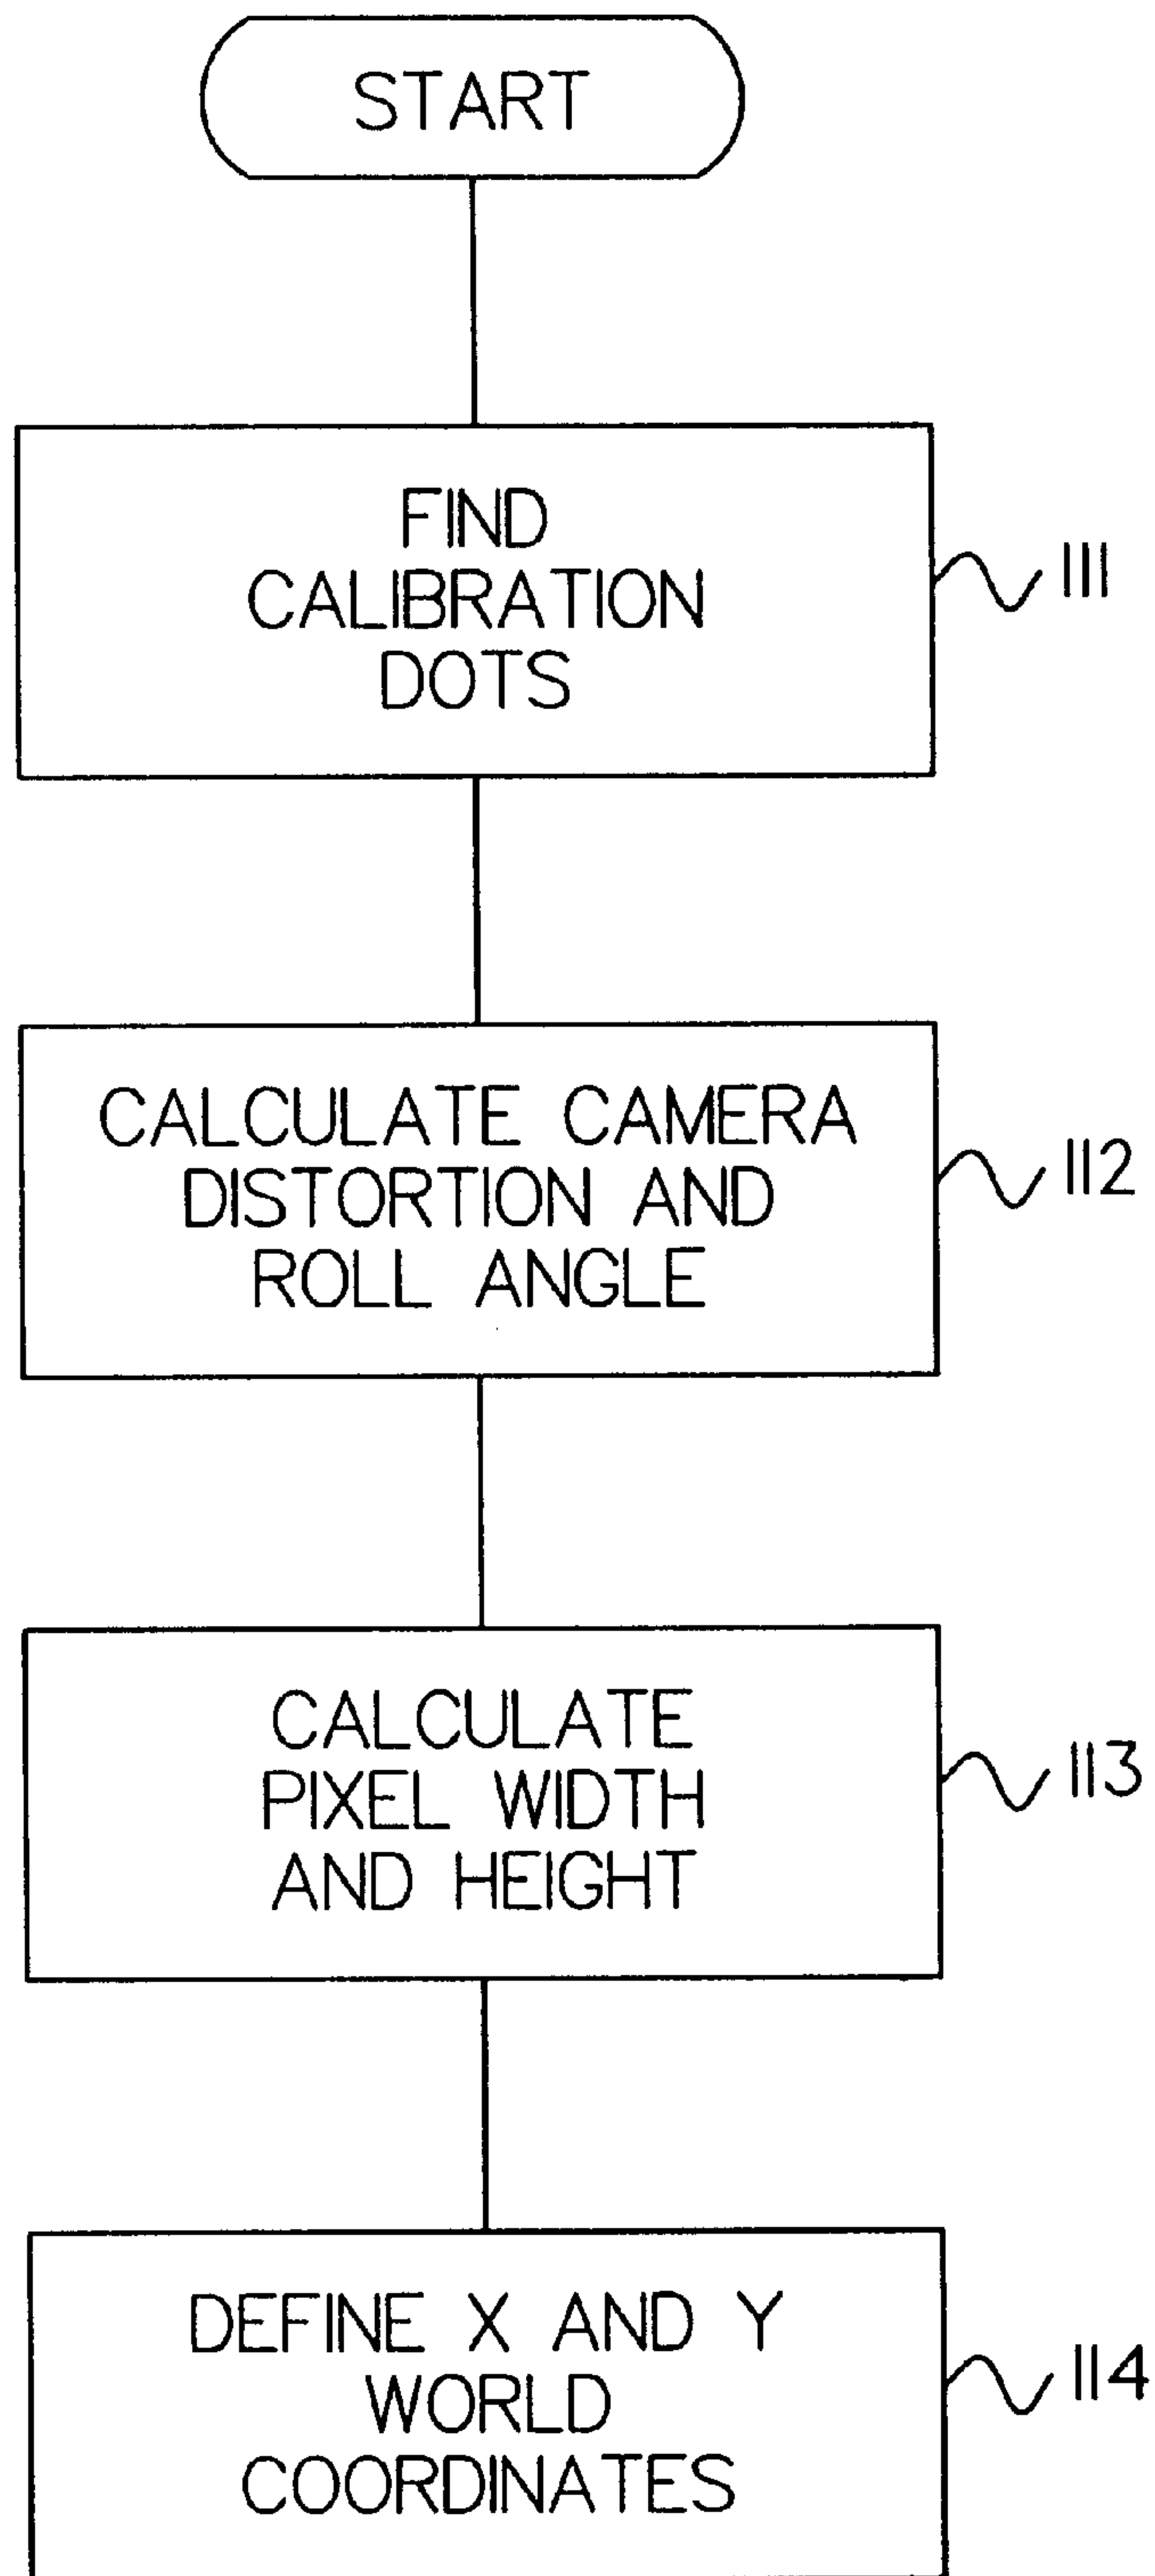 START
FIND
CALIBRATION
DOTS
111
CALCULATE CAMERA
DISTORTION AND
ROLL ANGLE
112
CALCULATE
PIXEL WIDTH
AND HEIGHT
113
DEFINE X AND Y
WORLD
COORDINATES
114